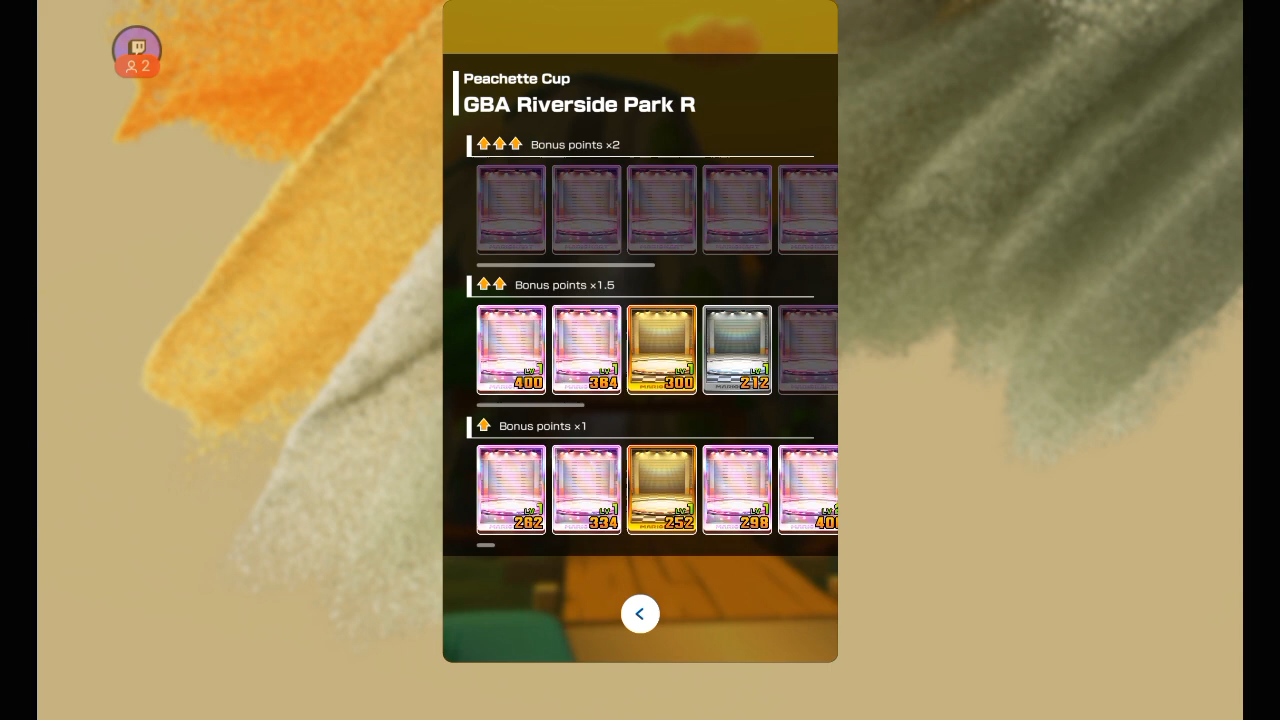 2
Peachette Cup
GBA Riverside Park R
Bonus points ×2
Bonus points ×1.5
Lv.1 Lv.1 Lv.1 Lv.1
400 364 300 212
Bonus points ×1
Lv.1 Lv.1 Lv.1 Lv.1
262 334 252 298 400